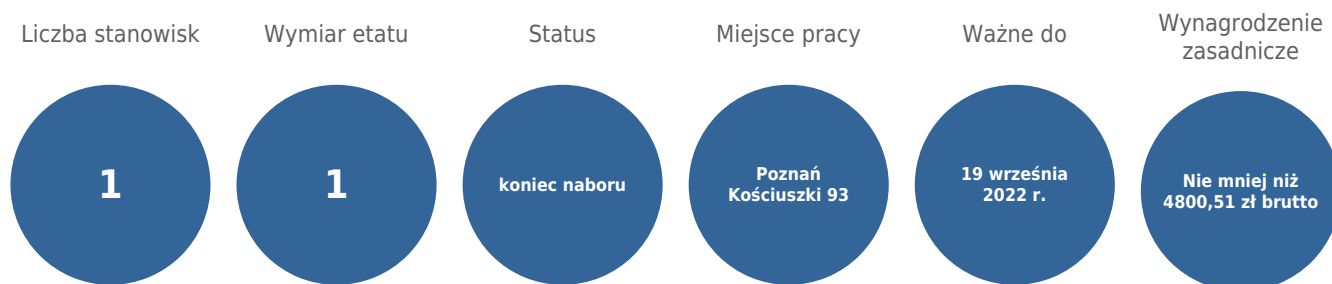 Liczba stanowisk
1
Wymiar etatu
1
Status
koniec naboru
Miejsce pracy
Poznań
Kościuszki 93
Ważne do
19 września
2022 r.
Wynagrodzenie
zasadnicze
Nie mniej niż
4800,51 zł brutto